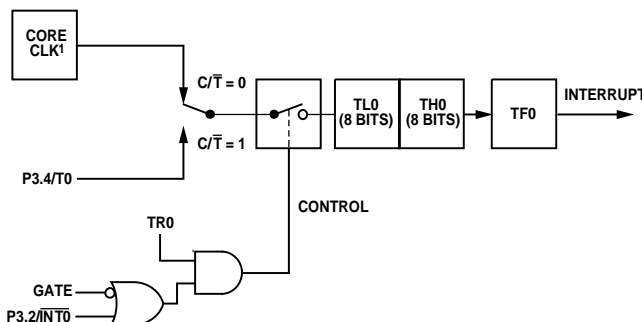 CORE
CLK¹
C/T̅ = 0
C/T̅ = 1
P3.4/T0
TL0
(8 BITS)
TH0
(8 BITS)
TF0
INTERRUPT
CONTROL
TR0
GATE
P3.2/I̅N̅T̅0̅